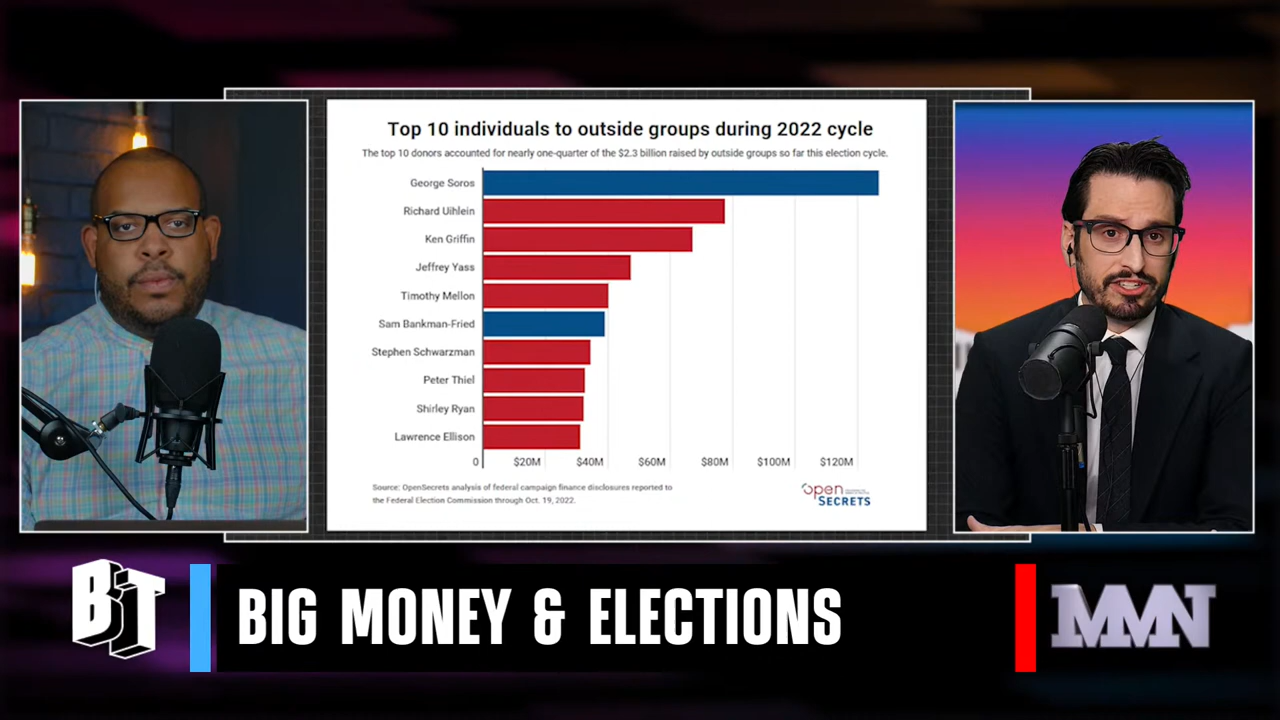 Top 10 individuals to outside groups during 2022 cycle
The top 10 donors accounted for nearly one-quarter of the $2.3 billion raised by outside groups so far this election cycle.
George Soros
Richard Uihlein
Ken Griffin
Jeffrey Yass
Timothy Mellon
Sam Bankman-Fried
Stephen Schwarzman
Peter Thiel
Shirley Ryan
Lawrence Ellison
0 $20M $40M $60M $80M $100M $120M
Source: OpenSecrets analysis of federal campaign finance disclosures reported to
the Federal Election Commission through Oct. 19, 2022.
open
SECRETS
BJT
BIG MONEY & ELECTIONS
MMN